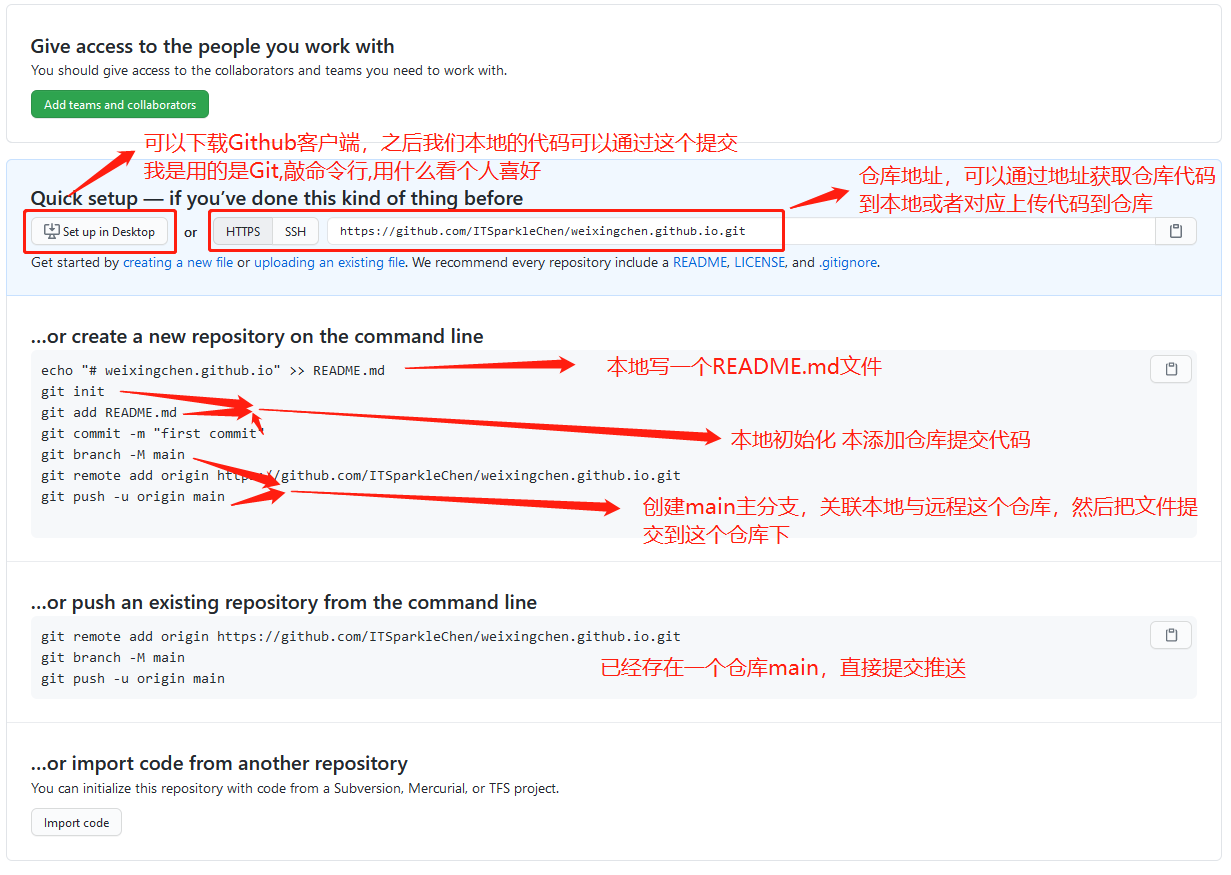 Give access to the people you work with
You should give access to the collaborators and teams you need to work with.
Add teams and collaborators
可以下载Github客户端，之后我们本地的代码可以通过这个提交
我是用的是Git,敲命令行,用什么看个人喜好
仓库地址，可以通过地址获取仓库代码
到本地或者对应上传代码到仓库
Quick setup — if you've done this kind of thing before
Set up in Desktop or HTTPS SSH https://github.com/ITSparkleChen/weixingchen.github.io.git
Get started by creating a new file or uploading an existing file. We recommend every repository include a README, LICENSE, and .gitignore.
…or create a new repository on the command line
echo "# weixingchen.github.io" >> README.md
本地写一个README.md文件
git init
git add README.md
git commit -m "first commit"
本地初始化 本添加仓库提交代码
git branch -M main
git remote add origin https://github.com/ITSparkleChen/weixingchen.github.io.git
git push -u origin main
创建main主分支，关联本地与远程这个仓库，然后把文件提
交到这个仓库下
…or push an existing repository from the command line
git remote add origin https://github.com/ITSparkleChen/weixingchen.github.io.git
git branch -M main
git push -u origin main
已经存在一个仓库main，直接提交推送
…or import code from another repository
You can initialize this repository with code from a Subversion, Mercurial, or TFS project.
Import code